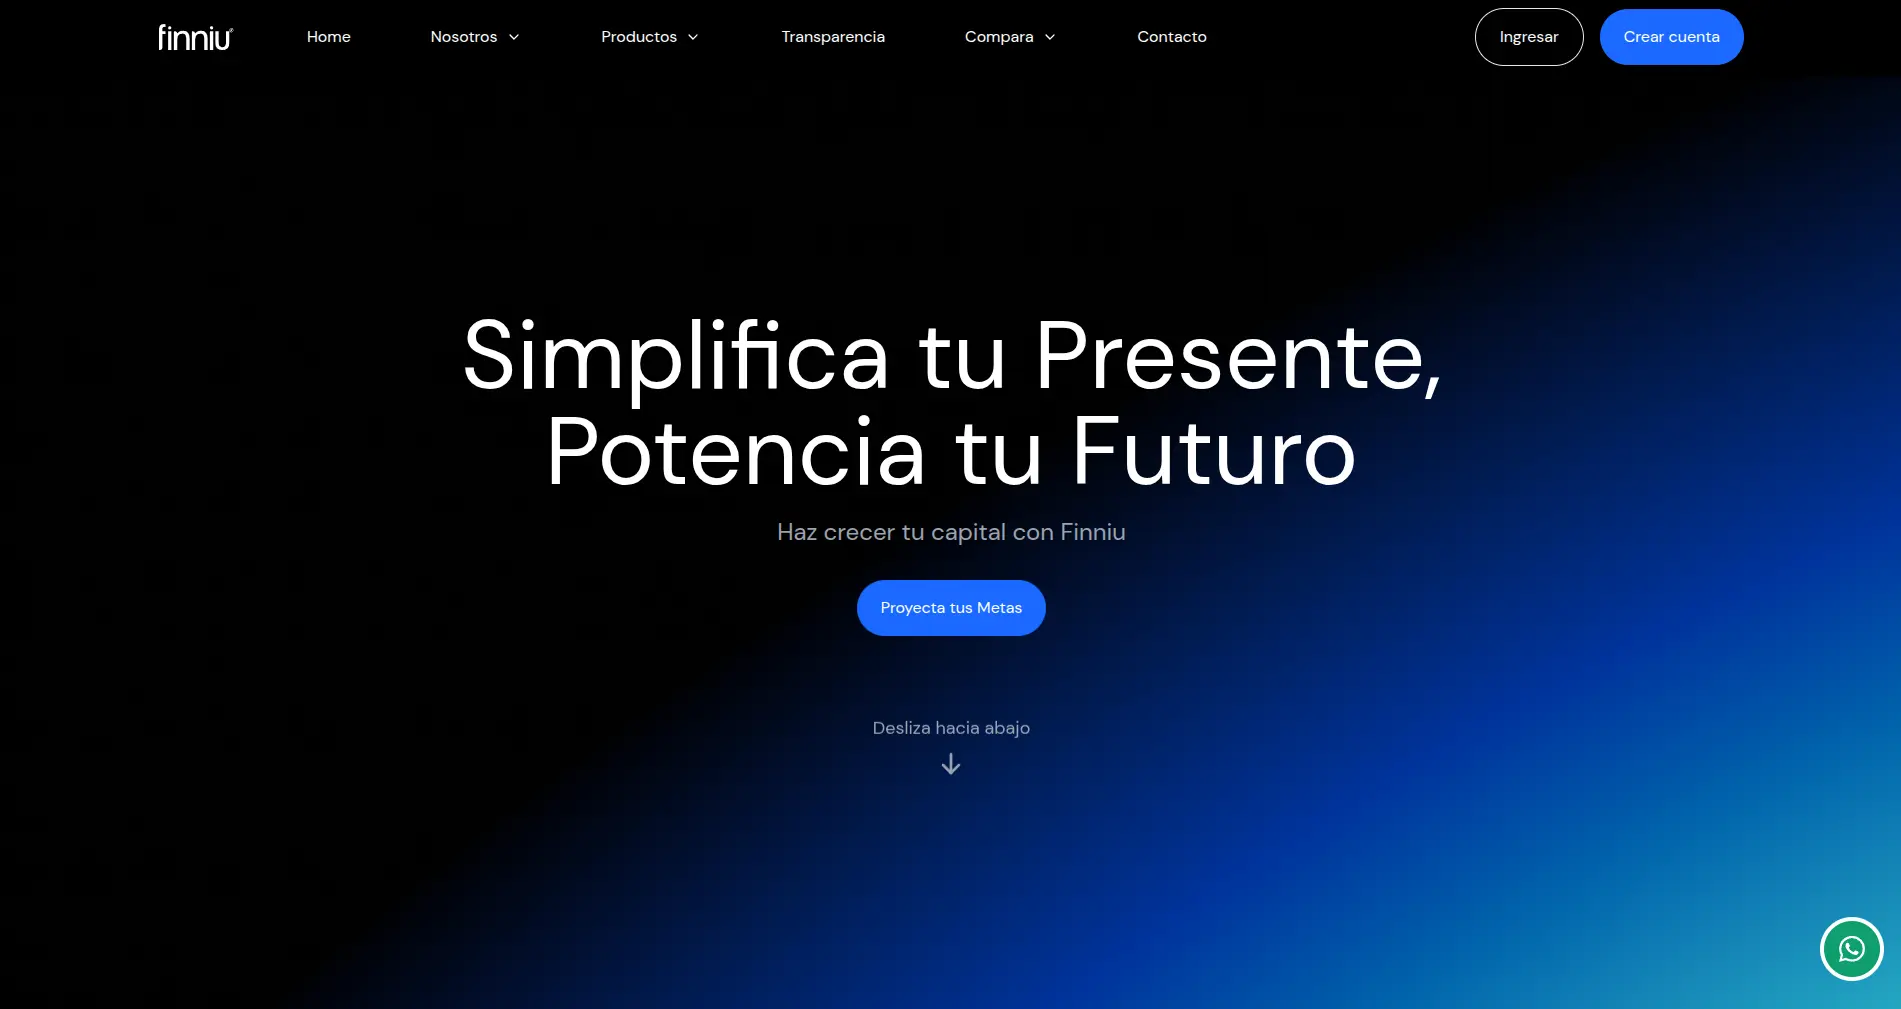 finniu
Home
Nosotros
Productos
Transparencia
Compara
Contacto
Ingresar
Crear cuenta
Simplifica tu Presente,
Potencia tu Futuro
Haz crecer tu capital con Finniu
Proyecta tus Metas
Desliza hacia abajo